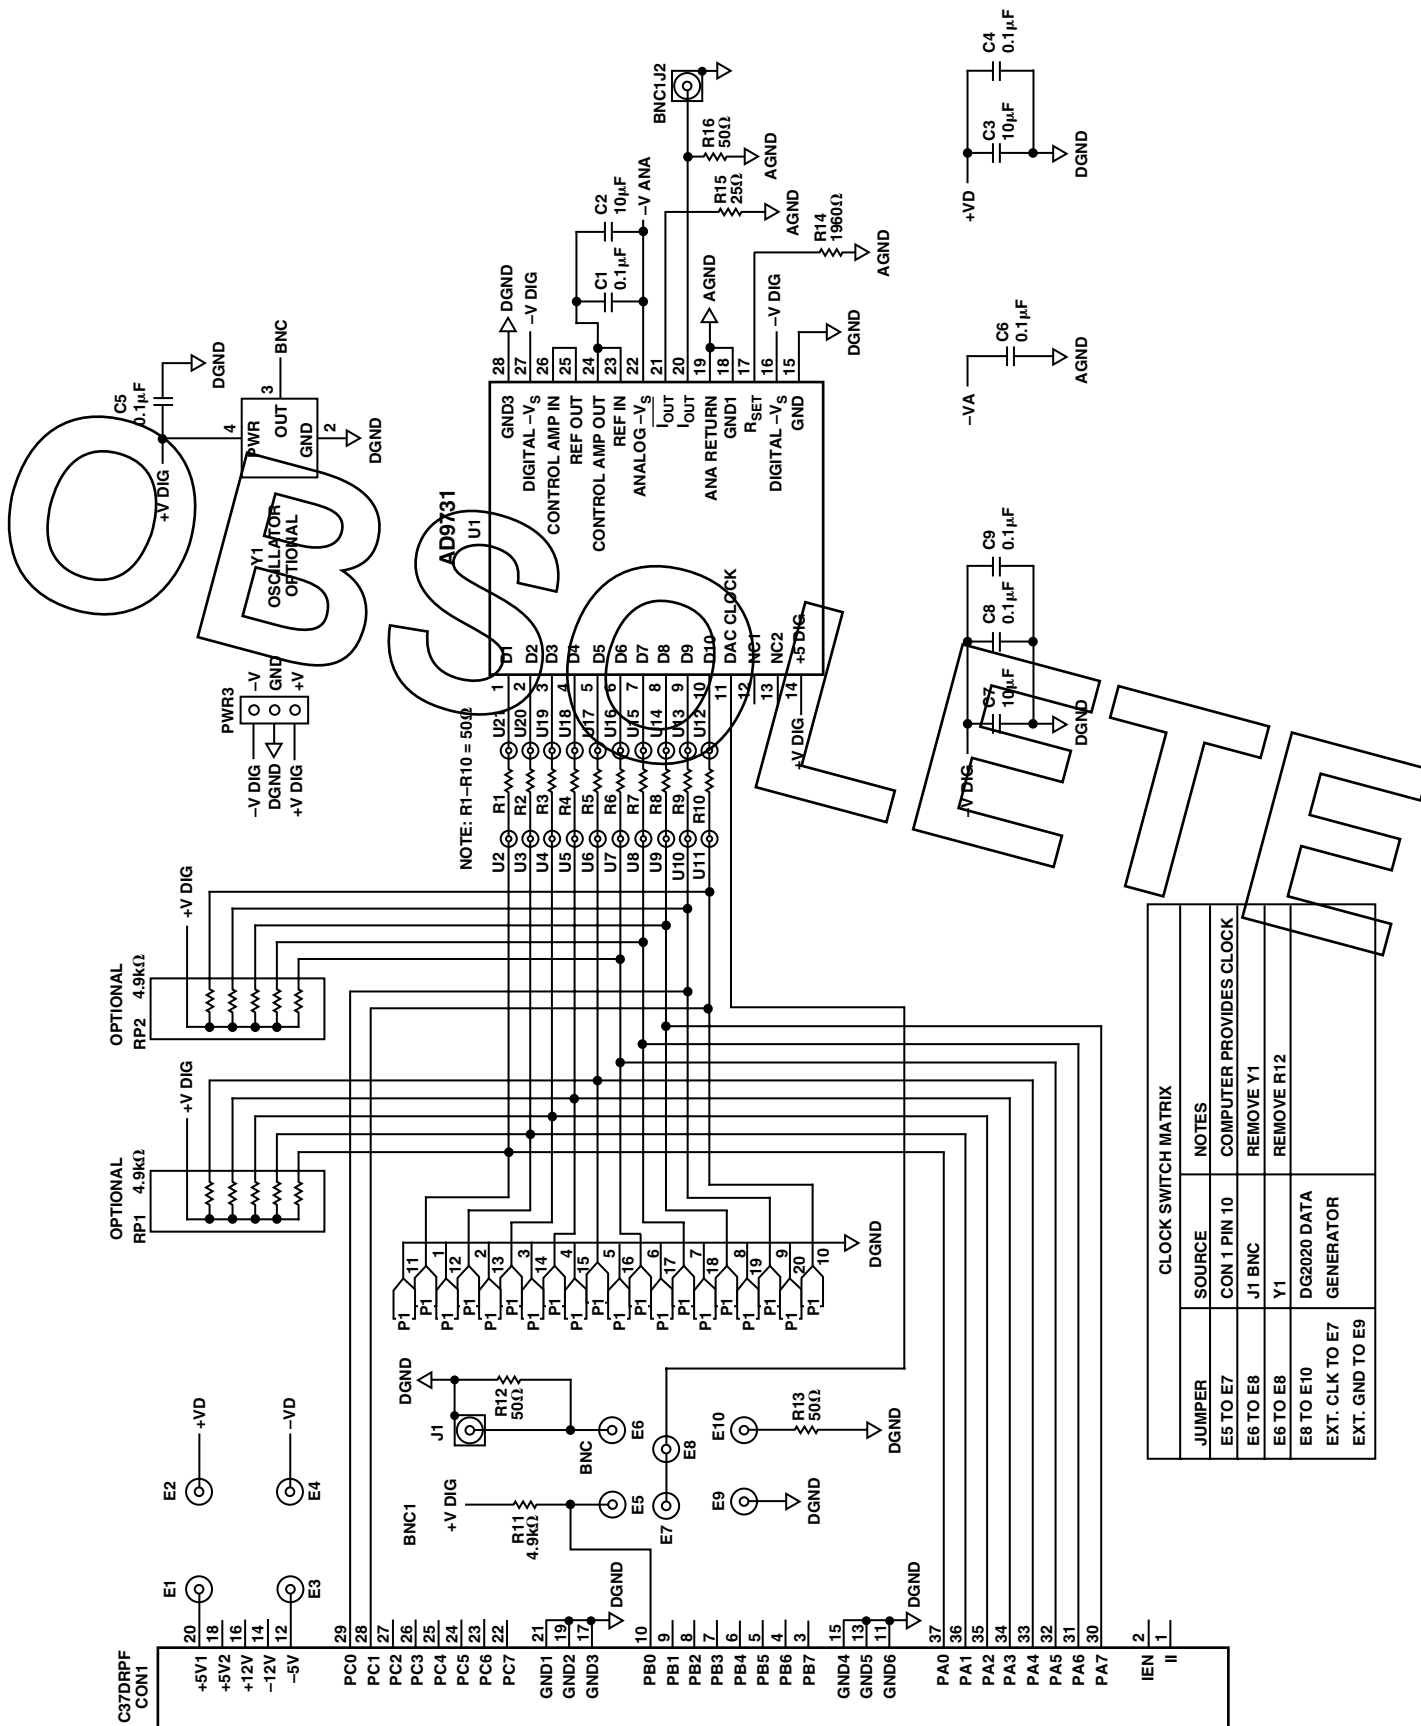 C37DRPF
CON1
20 +5V1
18 +5V2
16 +12V
14 –12V
12 –5V
29 PC0
28 PC1
27 PC2
26 PC3
25 PC4
24 PC5
23 PC6
22 PC7
21 GND1
19 GND2
17 GND3
10 PB0
9 PB1
8 PB2
7 PB3
6 PB4
5 PB5
4 PB6
3 PB7
15 GND4
13 GND5
11 GND6
37 PA0
36 PA1
35 PA2
34 PA3
33 PA4
32 PA5
31 PA6
30 PA7
2 IEN
1 II
E1
E2
+VD
E3
E4
–VD
DGND
DGND
BNC1
+V DIG
R11
4.9kΩ
E5
DGND
J1
R12
50Ω
BNC
E6
E7
E8
E9
DGND
E10
R13
50Ω
DGND
P1 11
P1 1
P1 12
P1 2
P1 13
P1 3
P1 14
P1 4
P1 15
P1 5
P1 16
P1 6
P1 17
P1 7
P1 18
P1 8
P1 19
P1 9
P1 20
P1 10
DGND
OPTIONAL
RP1 4.9kΩ
+V DIG
OPTIONAL
RP2 4.9kΩ
+V DIG
PWR3
–V
GND
+V
–V DIG
DGND
+V DIG
Y1
OSCILLATOR
OPTIONAL
PWR 4
OUT 3
GND 2
BNC
DGND
+V DIG
C5
0.1µF
DGND
NOTE: R1–R10 = 50Ω
U2 R1 U21
U3 R2 U20
U4 R3 U19
U5 R4 U18
U6 R5 U17
U7 R6 U16
U8 R7 U15
U9 R8 U14
U10 R9 U13
U11 R10 U12
AD9731
U1
1 D1
2 D2
3 D3
4 D4
5 D5
6 D6
7 D7
8 D8
9 D9
10 D10
11 DAC CLOCK
12 NC1
13 NC2
14 +5 DIG
+V DIG
GND3 28
DIGITAL –VS 27
CONTROL AMP IN 26
REF OUT 25
CONTROL AMP OUT 24
REF IN 23
ANALOG –VS 22
IOUT 21
IOUT 20
ANA RETURN 19
GND1 18
RSET 17
DIGITAL –VS 16
GND 15
DGND
–V DIG
C1
0.1µF
C2
10µF
–V ANA
BNC1J2
R16
50Ω
AGND
R15
25Ω
AGND
R14
1960Ω
AGND
AGND
–V DIG
DGND
+VD
C3
10µF
C4
0.1µF
DGND
–VA
C6
0.1µF
AGND
–V DIG
C7
10µF
C8
0.1µF
C9
0.1µF
DGND
CLOCK SWITCH MATRIX
JUMPER SOURCE NOTES
E5 TO E7 CON 1 PIN 10 COMPUTER PROVIDES CLOCK
E6 TO E8 J1 BNC REMOVE Y1
E6 TO E8 Y1 REMOVE R12
E8 TO E10 DG2020 DATA
EXT. CLK TO E7 GENERATOR
EXT. GND TO E9
OBSOLETE